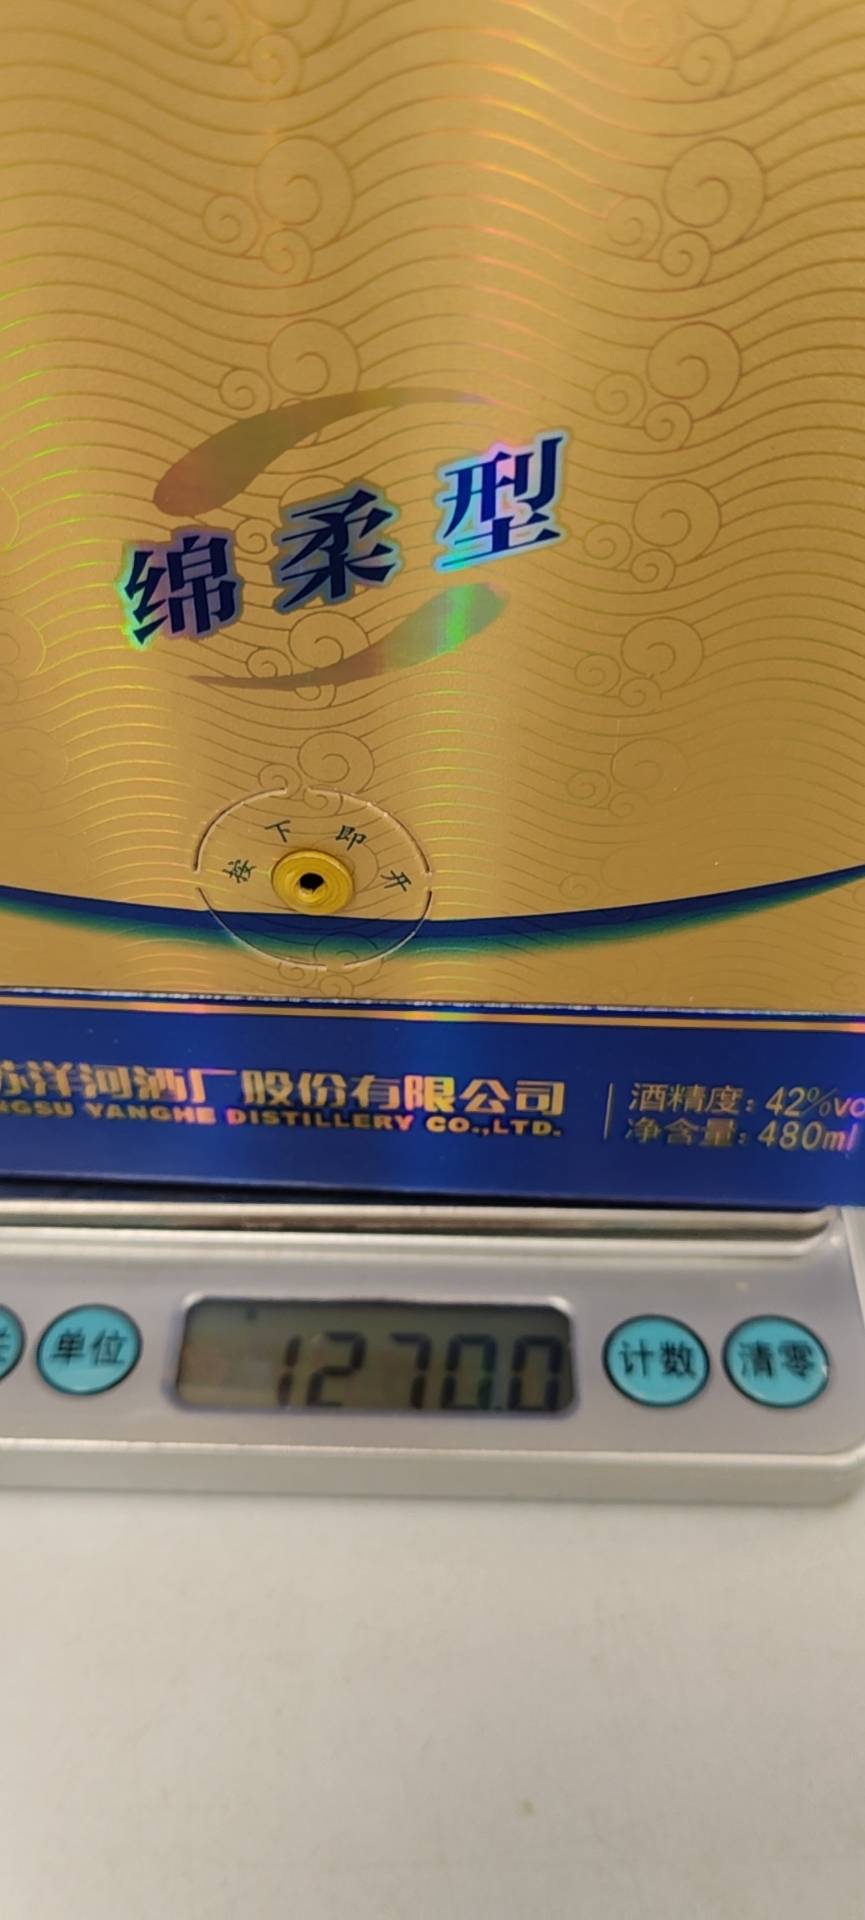 绵柔型
按下即开
苏洋河酒厂股份有限公司
NGSU YANGHE DISTILLERY CO.,LTD.
酒精度：42%vo
净含量：480ml
单位
1270.0
计数
清零